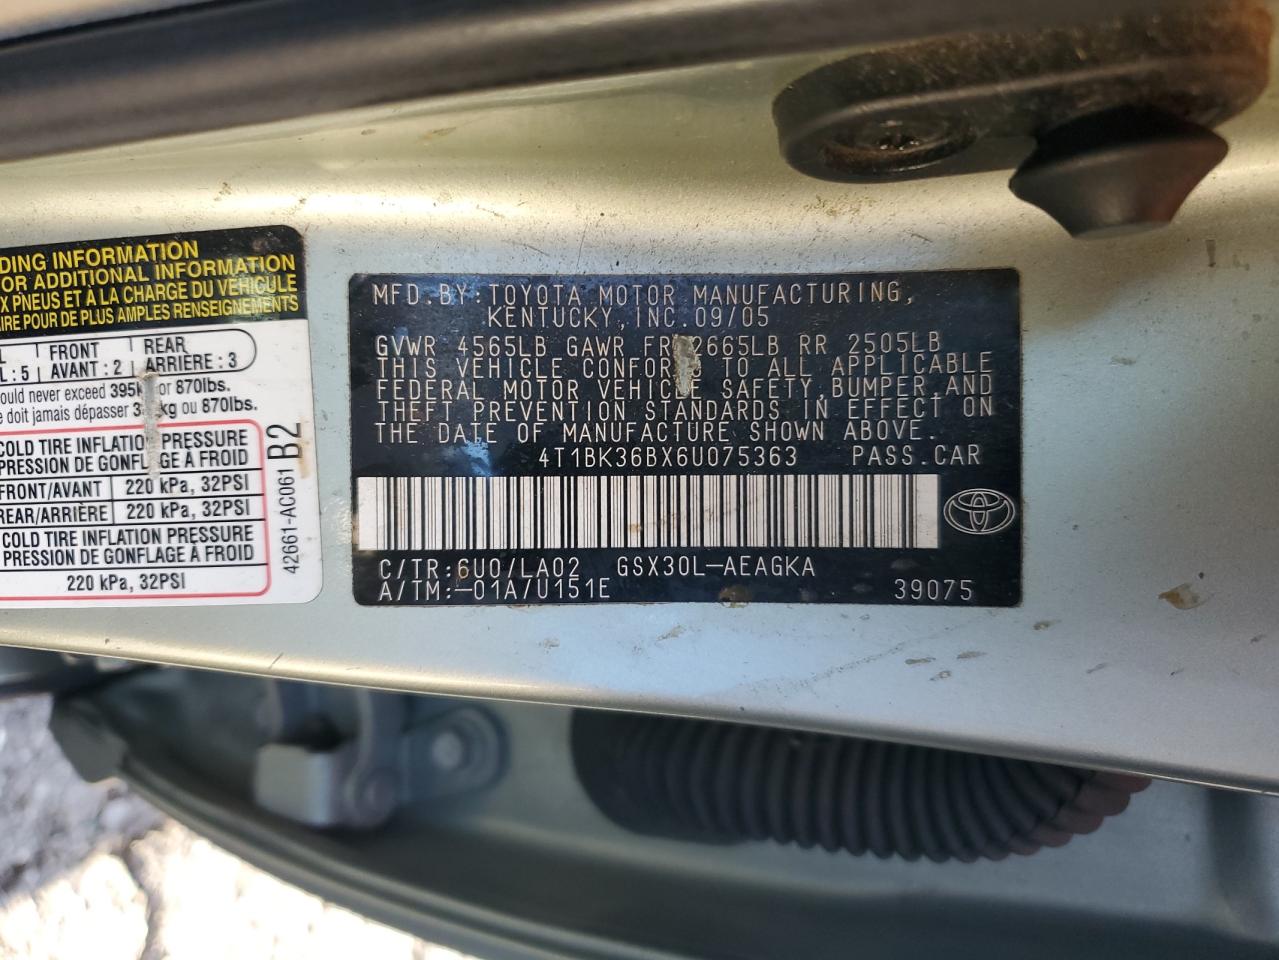 DING INFORMATION
OR ADDITIONAL INFORMATION
X PNEUS ET À LA CHARGE DU VÉHICULE
IRE POUR DE PLUS AMPLES RENSEIGNEMENTS
L FRONT REAR
L : 5 AVANT : 2 ARRIÈRE : 3
ould never exceed 395 or 870lbs.
e doit jamais dépasser kg ou 870lbs.
COLD TIRE INFLATION PRESSURE
PRESSION DE GONFLAGE À FROID
FRONT/AVANT 220 kPa, 32PSI
REAR/ARRIÈRE 220 kPa, 32PSI
COLD TIRE INFLATION PRESSURE
PRESSION DE GONFLAGE À FROID
220 kPa, 32PSI
42661-AC061 B2
MFD. BY: TOYOTA MOTOR MANUFACTURING,
KENTUCKY, INC. 09/05
GVWR 4565LB GAWR FR 2665LB RR 2505LB
THIS VEHICLE CONFORMS TO ALL APPLICABLE
FEDERAL MOTOR VEHICLE SAFETY, BUMPER, AND
THEFT PREVENTION STANDARDS IN EFFECT ON
THE DATE OF MANUFACTURE SHOWN ABOVE.
4T1BK36BX6U075363 PASS. CAR
C/TR: 6U0/LA02 GSX30L-AEAGKA
A/TM: -01A/U151E 39075